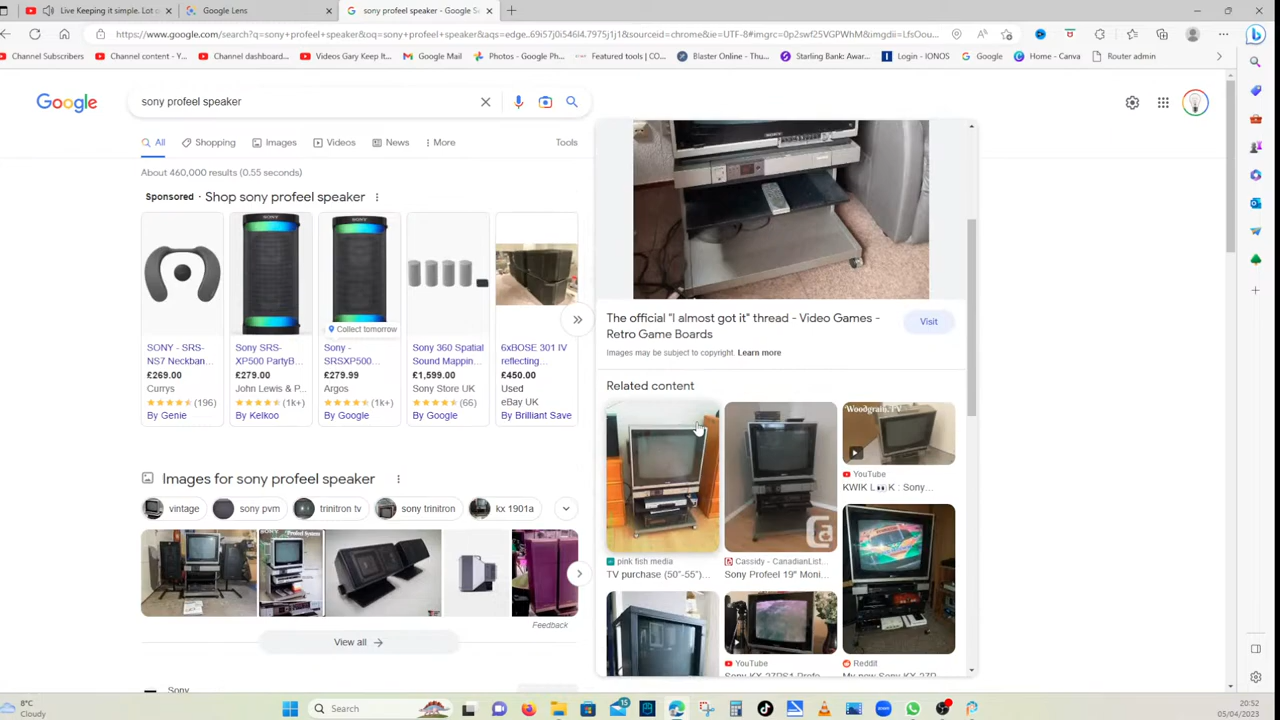 Live Keeping it simple. Lot c
Google Lens
sony profeel speaker - Google S
https://www.google.com/search?q=sony+profeel+speaker&oq=sony+profeel+speaker&aqs=edge
Channel Subscribers
Channel content - Y...
Channel dashboard...
Videos Gary Keep It...
Google Mail
Photos - Google Ph...
Featured tools | CO...
Blaster Online - Thu...
Starling Bank: Awar...
Login - IONOS
Google
Home - Canva
Router admin
Google
sony profeel speaker
All
Shopping
Images
Videos
News
More
Tools
About 460,000 results (0.55 seconds)
Sponsored · Shop sony profeel speaker
Collect tomorrow
SONY - SRS-
NS7 Neckban...
£269.00
Currys
(196)
By Genie
Sony SRS-
XP500 PartyB...
£279.00
John Lewis & P...
(1k+)
By Kelkoo
Sony -
SRSXP500...
£279.99
Argos
(1k+)
By Google
Sony 360 Spatial
Sound Mappin...
£1,599.00
Sony Store UK
(66)
By Google
6xBOSE 301 IV
reflecting...
£450.00
Used
eBay UK
By Brilliant Save
Images for sony profeel speaker
vintage
sony pvm
trinitron tv
sony trinitron
kx 1901a
Feedback
View all
Sony
The official "I almost got it" thread - Video Games -
Retro Game Boards
Visit
Images may be subject to copyright. Learn more
Related content
pink fish media
TV purchase (50"-55")...
Cassidy - CanadianList...
Sony Profeel 19" Moni...
Woodgrain.TV
YouTube
KWIK L👀K : Sony...
YouTube
Reddit
8°C
Cloudy
Search
15
20:52
05/04/2023